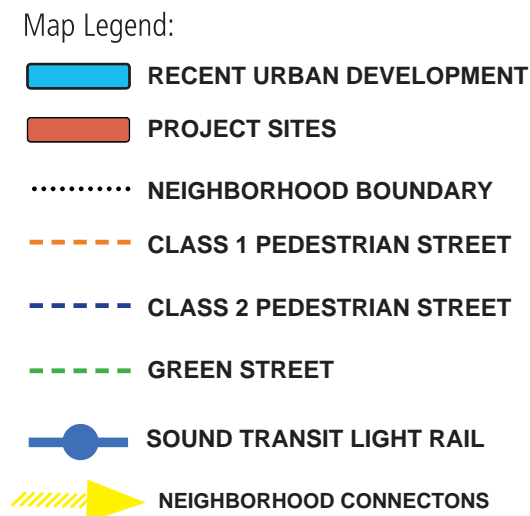 Map Legend:
RECENT URBAN DEVELOPMENT
PROJECT SITES
NEIGHBORHOOD BOUNDARY
CLASS 1 PEDESTRIAN STREET
CLASS 2 PEDESTRIAN STREET
GREEN STREET
SOUND TRANSIT LIGHT RAIL
NEIGHBORHOOD CONNECTONS